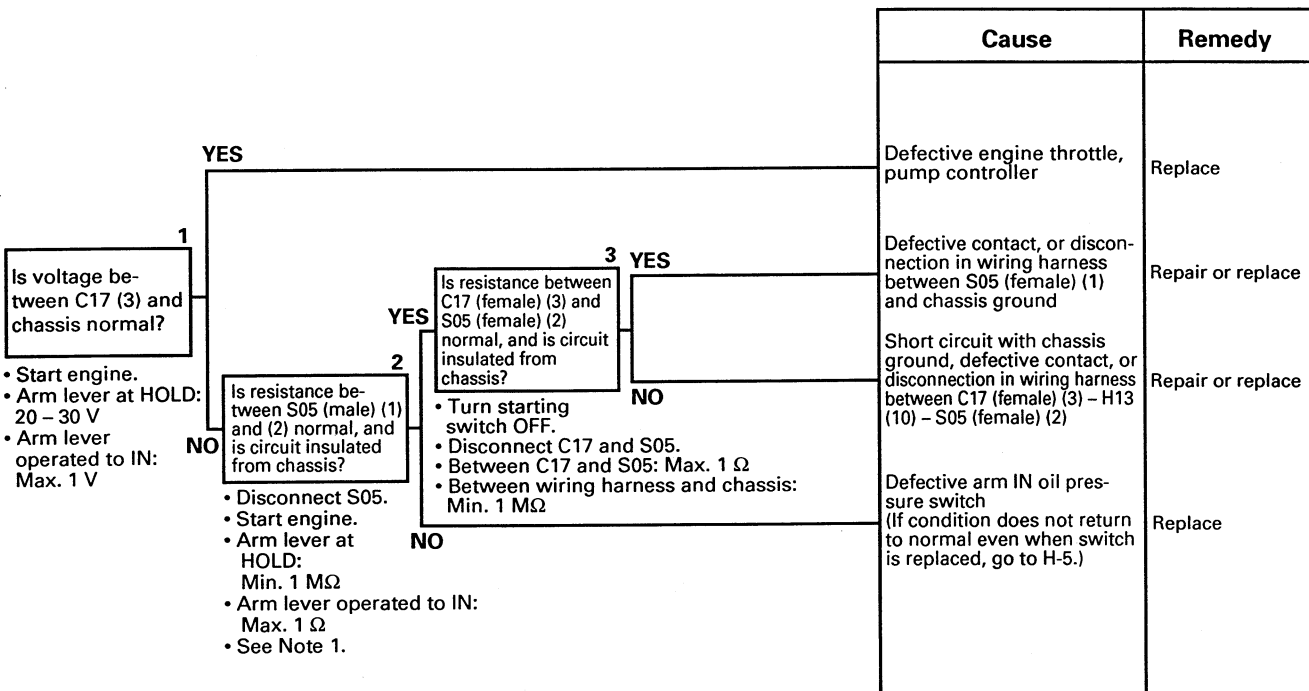 Cause
Remedy
YES
Defective engine throttle,
pump controller
Replace
1
Is voltage be-
tween C17 (3) and
chassis normal?
• Start engine.
• Arm lever at HOLD:
20 – 30 V
• Arm lever
operated to IN:
Max. 1 V
NO
2
Is resistance be-
tween S05 (male) (1)
and (2) normal, and
is circuit insulated
from chassis?
• Disconnect S05.
• Start engine.
• Arm lever at
HOLD:
Min. 1 MΩ
• Arm lever operated to IN:
Max. 1 Ω
• See Note 1.
YES
3
Is resistance between
C17 (female) (3) and
S05 (female) (2)
normal, and is circuit
insulated from
chassis?
• Turn starting
switch OFF.
• Disconnect C17 and S05.
• Between C17 and S05: Max. 1 Ω
• Between wiring harness and chassis:
Min. 1 MΩ
YES
Defective contact, or discon-
nection in wiring harness
between S05 (female) (1)
and chassis ground
Repair or replace
NO
Short circuit with chassis
ground, defective contact, or
disconnection in wiring harness
between C17 (female) (3) – H13
(10) – S05 (female) (2)
Repair or replace
NO
Defective arm IN oil pres-
sure switch
(If condition does not return
to normal even when switch
is replaced, go to H-5.)
Replace